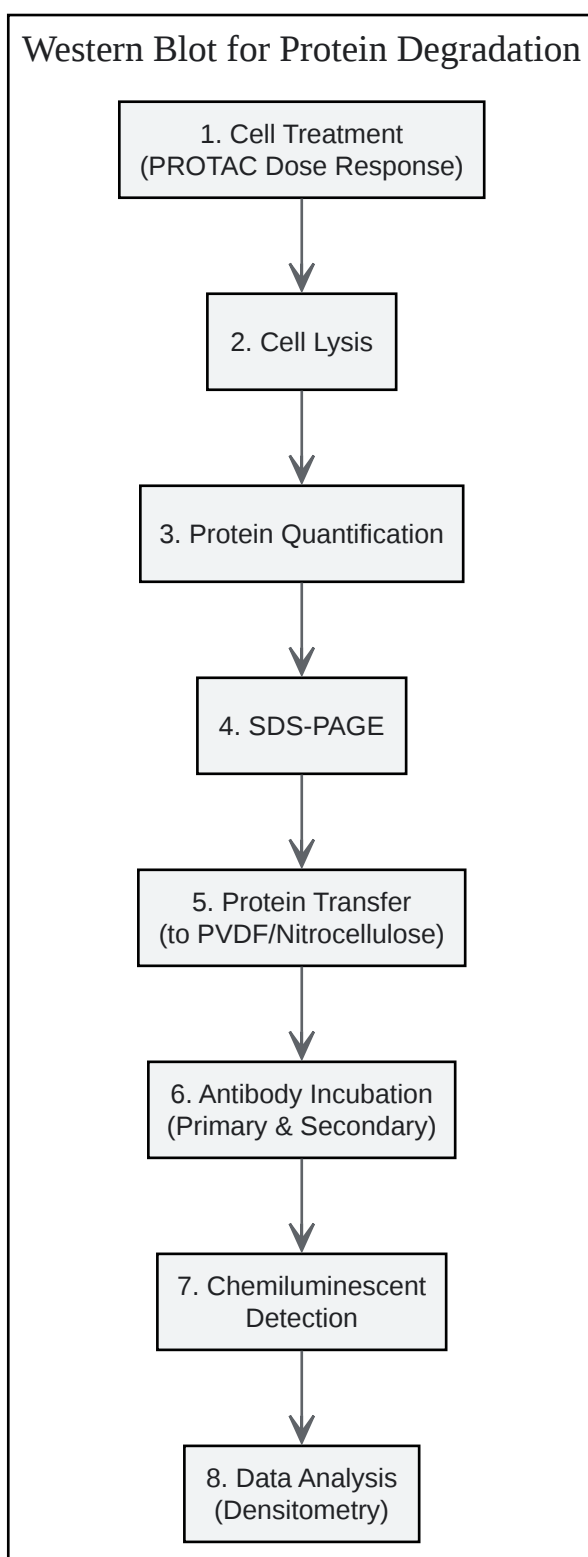 Western Blot for Protein Degradation
1. Cell Treatment
(PROTAC Dose Response)
2. Cell Lysis
3. Protein Quantification
4. SDS-PAGE
5. Protein Transfer
(to PVDF/Nitrocellulose)
6. Antibody Incubation
(Primary & Secondary)
7. Chemiluminescent
Detection
8. Data Analysis
(Densitometry)